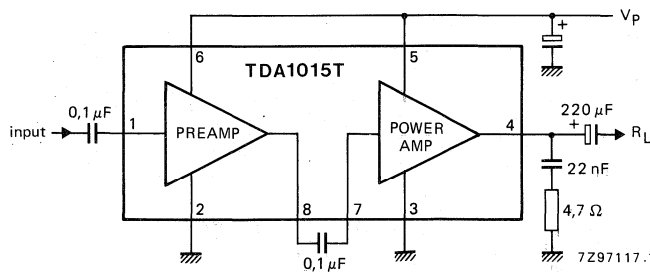 + V_P
6 5
TDA1015T
0,1 μF 220 μF
input 1 PREAMP POWER AMP 4 + R_L
22 nF
2 8 7 3 4,7 Ω
0,1 μF 7Z97117.